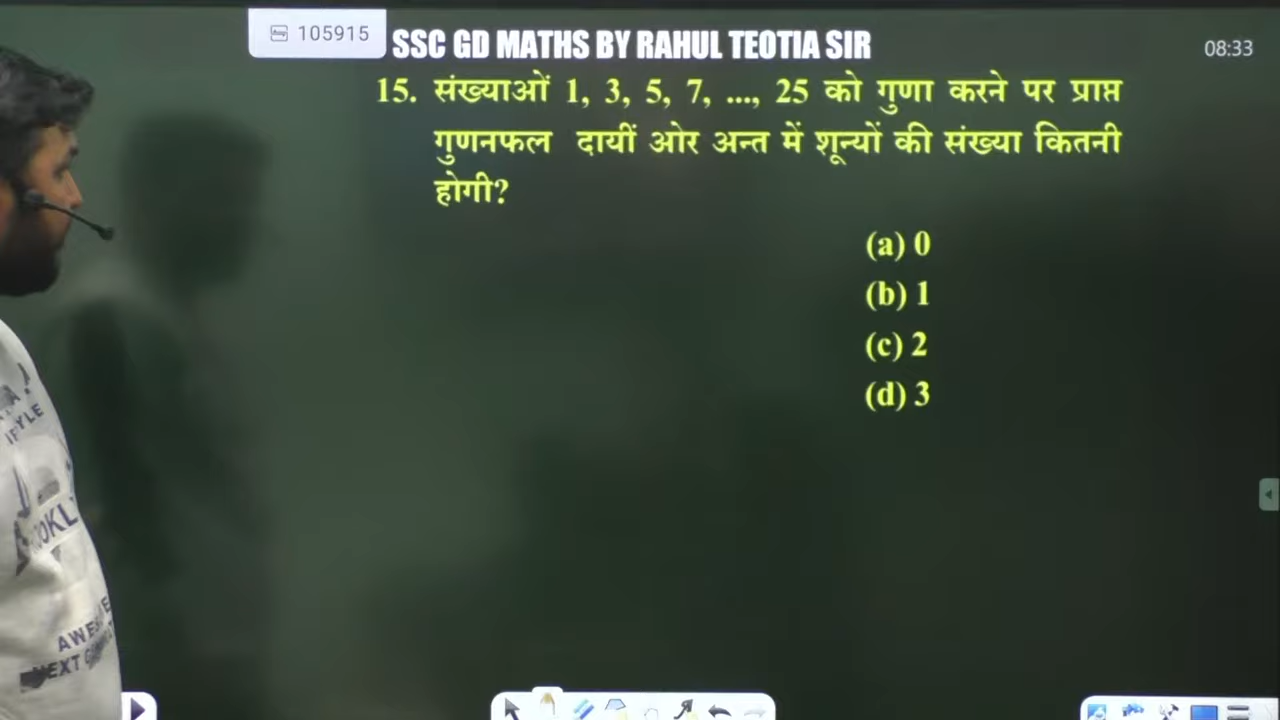 105915
SSC GD MATHS BY RAHUL TEOTIA SIR
08:33
15. संख्याओं 1, 3, 5, 7, ..., 25 को गुणा करने पर प्राप्त
गुणनफल दायीं ओर अन्त में शून्यों की संख्या कितनी
होगी?
(a) 0
(b) 1
(c) 2
(d) 3